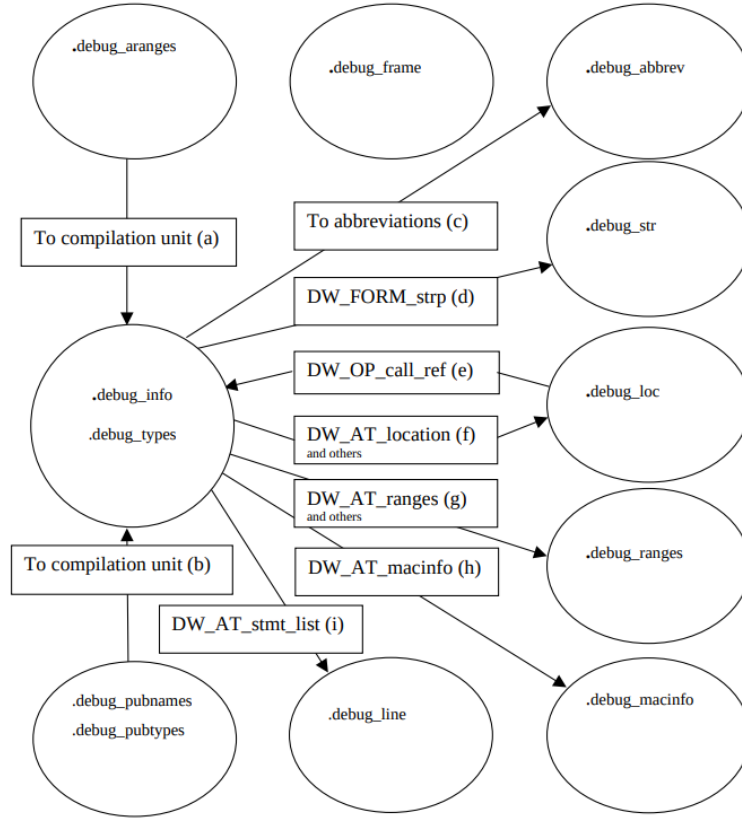 .debug_aranges
.debug_frame
.debug_abbrev
To compilation unit (a)
To abbreviations (c)
.debug_str
DW_FORM_strp (d)
DW_OP_call_ref (e)
.debug_info
.debug_types
.debug_loc
DW_AT_location (f)
and others
DW_AT_ranges (g)
and others
.debug_ranges
To compilation unit (b)
DW_AT_macinfo (h)
DW_AT_stmt_list (i)
.debug_pubnames
.debug_pubtypes
.debug_line
.debug_macinfo